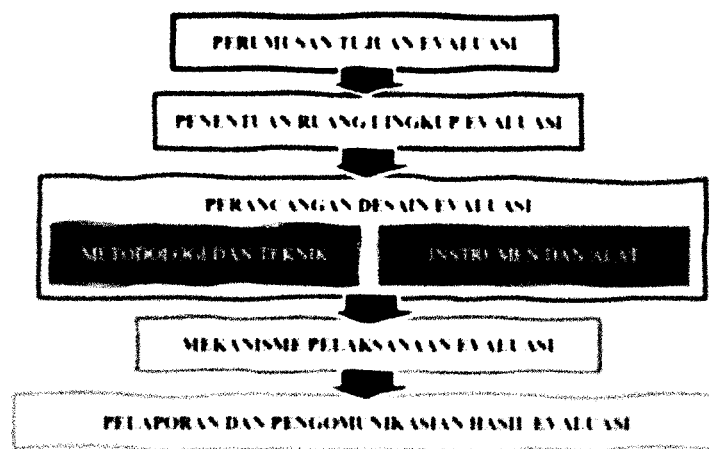 PERUMUSAN TUJUAN EVALUASI
PENENTUAN RUANG LINGKUP EVALUASI
PERANCANGAN DESAIN EVALUASI
METODOLOGI DAN TEKNIK
INSTRUMEN DAN ALAT
MEKANISME PELAKSANAAN EVALUASI
PELAPORAN DAN PENGOMUNIKASIAN HASIL EVALUASI